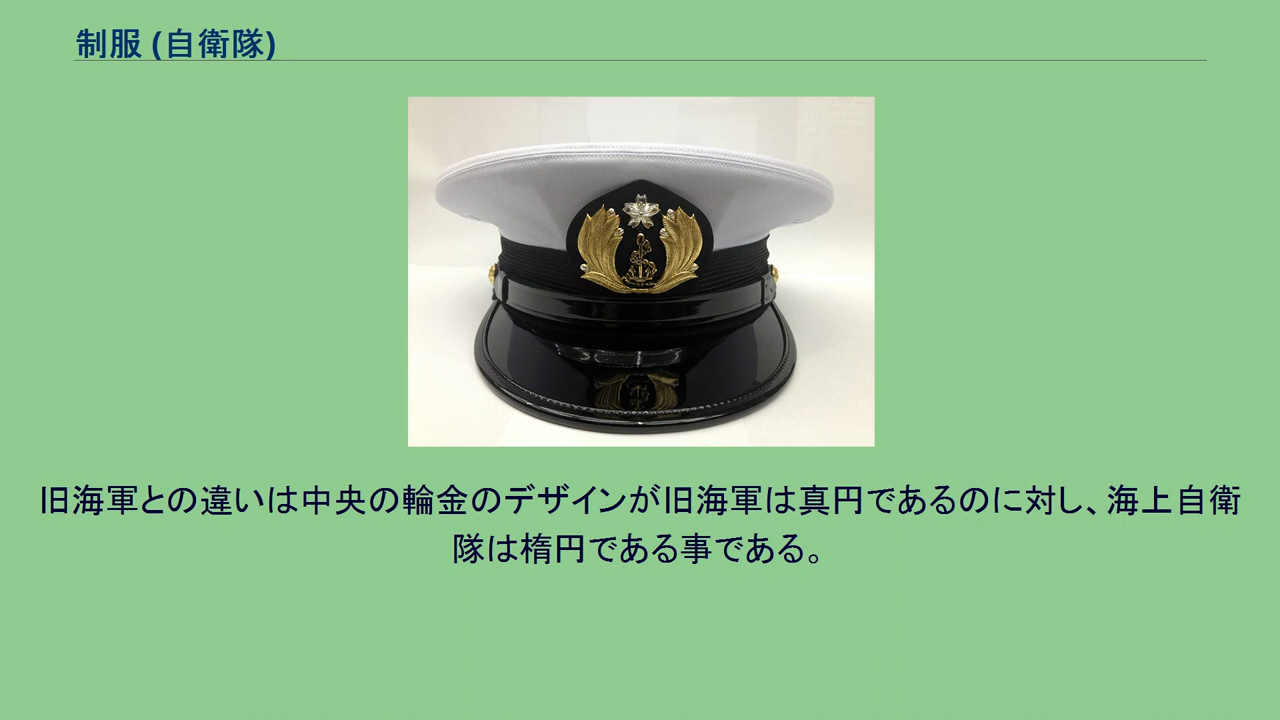 制服 (自衛隊)
旧海軍との違いは中央の輪金のデザインが旧海軍は真円であるのに対し、海上自衛
隊は楕円である事である。